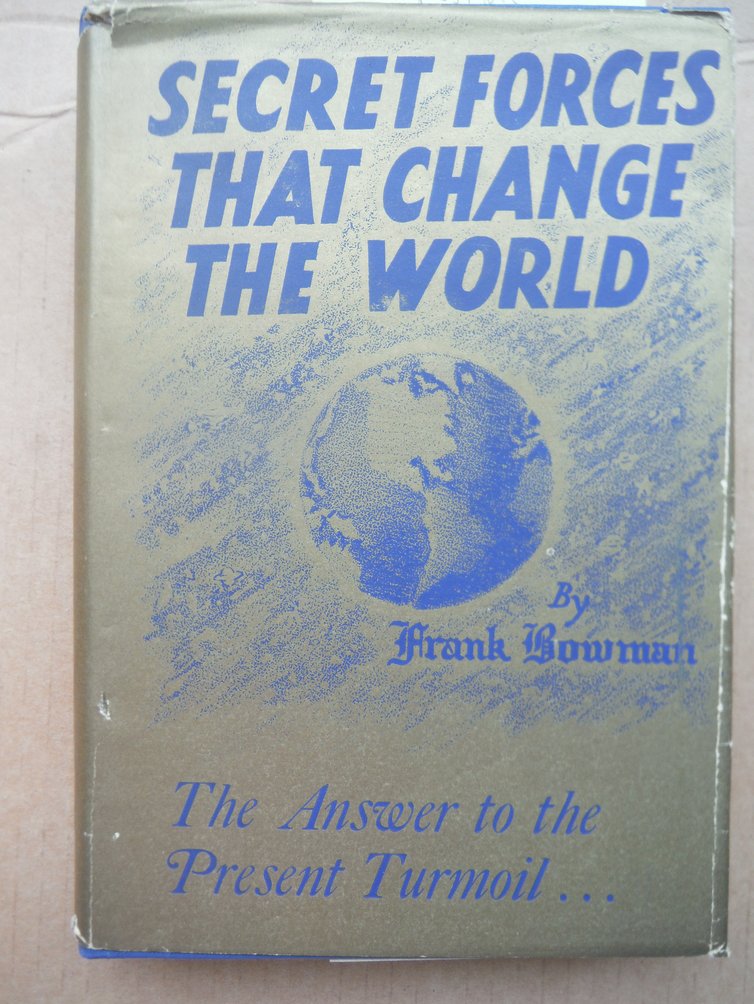 SECRET FORCES
THAT CHANGE
THE WORLD
By
Frank Bowman
The Answer to the
Present Turmoil...